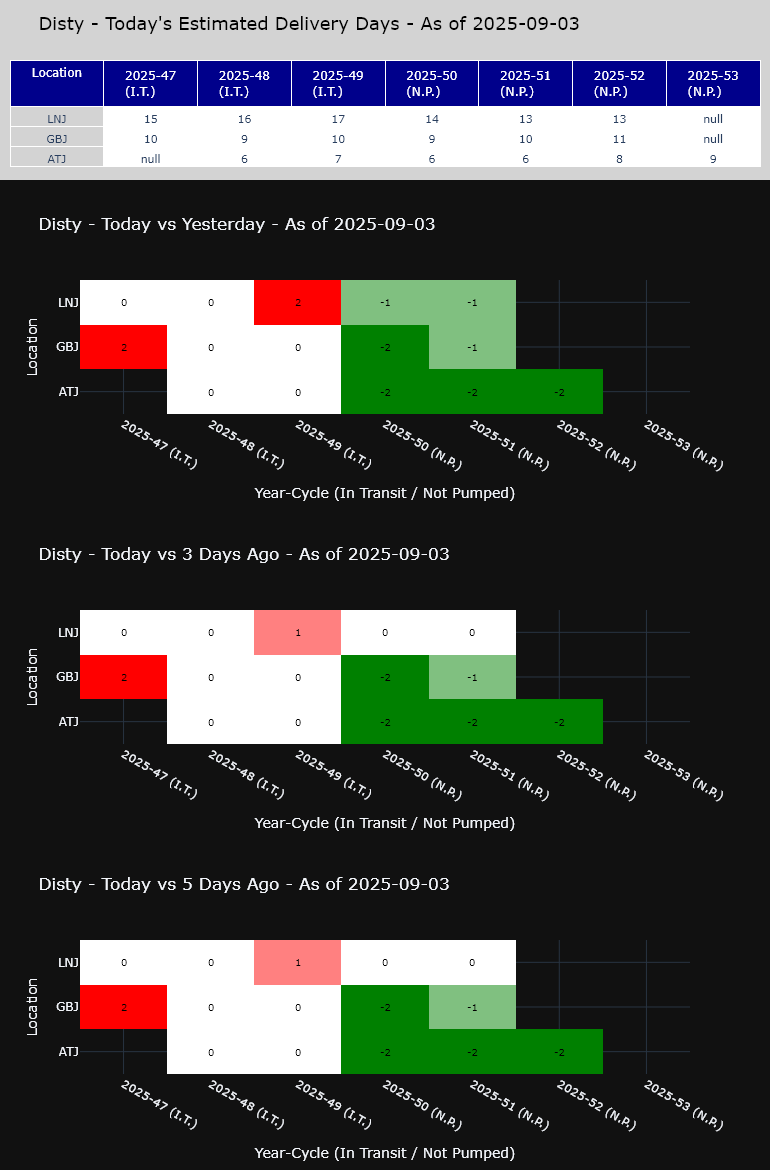 Disty - Today's Estimated Delivery Days - As of 2025-09-03
Location 2025-47 (I.T.) 2025-48 (I.T.) 2025-49 (I.T.) 2025-50 (N.P.) 2025-51 (N.P.) 2025-52 (N.P.) 2025-53 (N.P.)
LNJ 15 16 17 14 13 13 null
GBJ 10 9 10 9 10 11 null
ATJ null 6 7 6 6 8 9
Disty - Today vs Yesterday - As of 2025-09-03
Location
LNJ 0 0 2 -1 -1
GBJ 2 0 0 -2 -1
ATJ 0 0 -2 -2 -2
2025-47 (I.T.) 2025-48 (I.T.) 2025-49 (I.T.) 2025-50 (N.P.) 2025-51 (N.P.) 2025-52 (N.P.) 2025-53 (N.P.)
Year-Cycle (In Transit / Not Pumped)
Disty - Today vs 3 Days Ago - As of 2025-09-03
Location
LNJ 0 0 1 0 0
GBJ 2 0 0 -2 -1
ATJ 0 0 -2 -2 -2
2025-47 (I.T.) 2025-48 (I.T.) 2025-49 (I.T.) 2025-50 (N.P.) 2025-51 (N.P.) 2025-52 (N.P.) 2025-53 (N.P.)
Year-Cycle (In Transit / Not Pumped)
Disty - Today vs 5 Days Ago - As of 2025-09-03
Location
LNJ 0 0 1 0 0
GBJ 2 0 0 -2 -1
ATJ 0 0 -2 -2 -2
2025-47 (I.T.) 2025-48 (I.T.) 2025-49 (I.T.) 2025-50 (N.P.) 2025-51 (N.P.) 2025-52 (N.P.) 2025-53 (N.P.)
Year-Cycle (In Transit / Not Pumped)